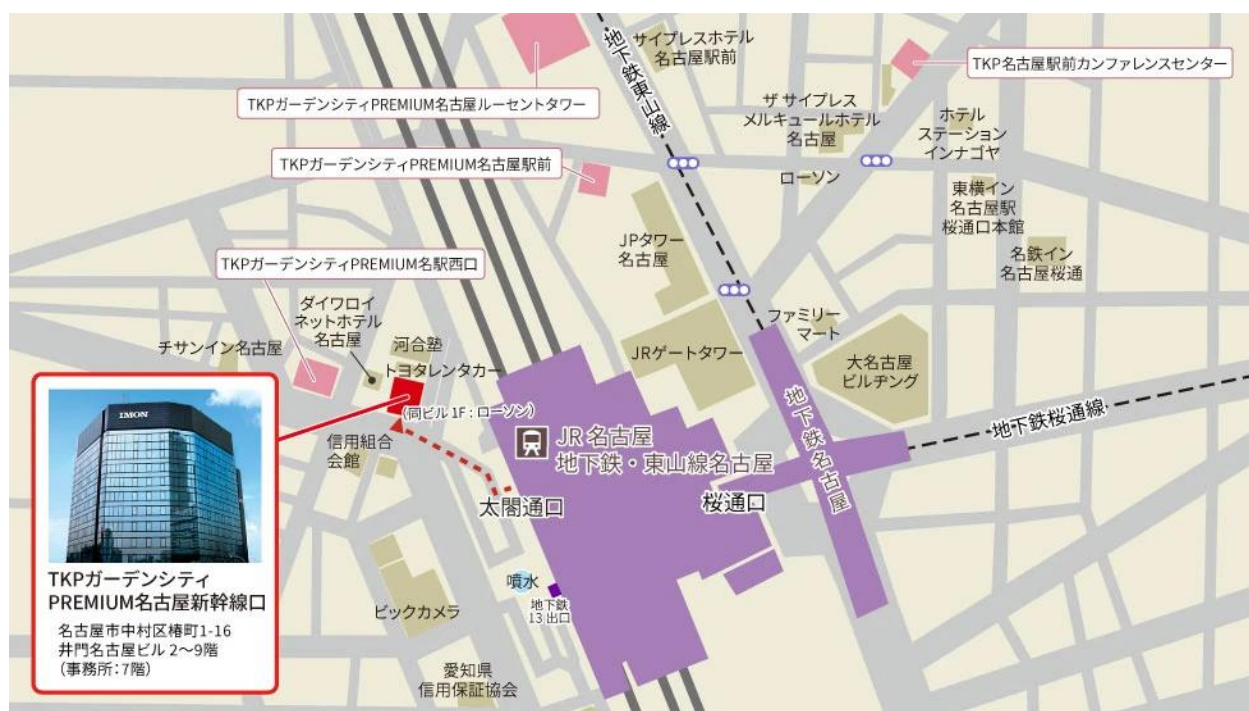 サイプレスホテル
名古屋駅前
地下鉄東山線
TKP名古屋駅前カンファレンスセンター
TKPガーデンシティPREMIUM名古屋ルーセントタワー
ザ サイプレス
メルキュールホテル
名古屋
ホテル
ステーション
インナゴヤ
TKPガーデンシティPREMIUM名古屋駅前
ローソン
東横イン
名古屋駅
桜通口本館
JPタワー
名古屋
名鉄イン
名古屋桜通
TKPガーデンシティPREMIUM名駅西口
ダイワロイ
ネットホテル
名古屋
ファミリー
マート
チサンイン名古屋
河合塾
トヨタレンタカー
JRゲートタワー
大名古屋
ビルヂング
(同ビル 1F:ローソン)
地下鉄名古屋
地下鉄桜通線
IMON
信用組合
会館
JR 名古屋
地下鉄・東山線名古屋
太閤通口
桜通口
TKPガーデンシティ
PREMIUM名古屋新幹線口
名古屋市中村区椿町1-16
井門名古屋ビル 2〜9階
(事務所:7階)
噴水
地下鉄
13 出口
ビックカメラ
愛知県
信用保証協会